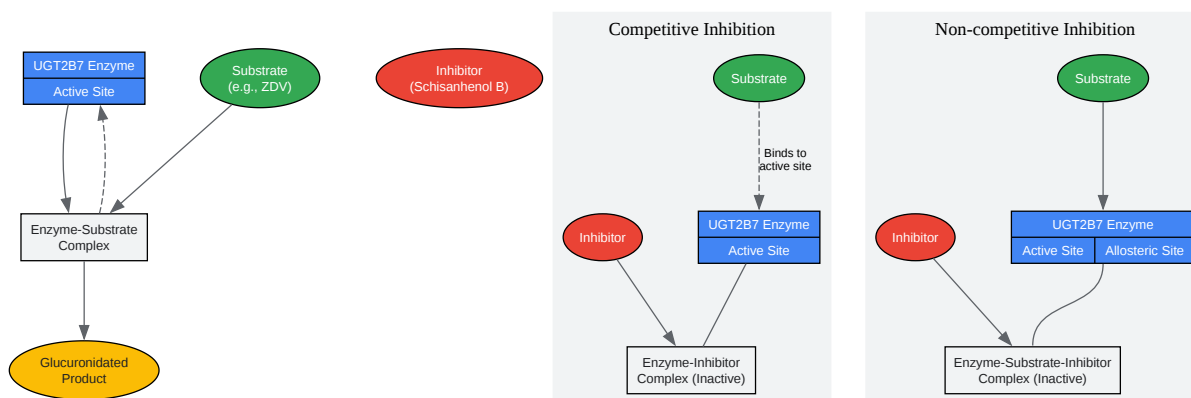 UGT2B7 Enzyme
Active Site
Substrate
(e.g., ZDV)
Inhibitor
(Schisanhenol B)
Enzyme-Substrate
Complex
Glucuronidated
Product
Competitive Inhibition
Substrate
Binds to
active site
Inhibitor
UGT2B7 Enzyme
Active Site
Enzyme-Inhibitor
Complex (Inactive)
Non-competitive Inhibition
Substrate
Inhibitor
UGT2B7 Enzyme
Active Site
Allosteric Site
Enzyme-Substrate-Inhibitor
Complex (Inactive)